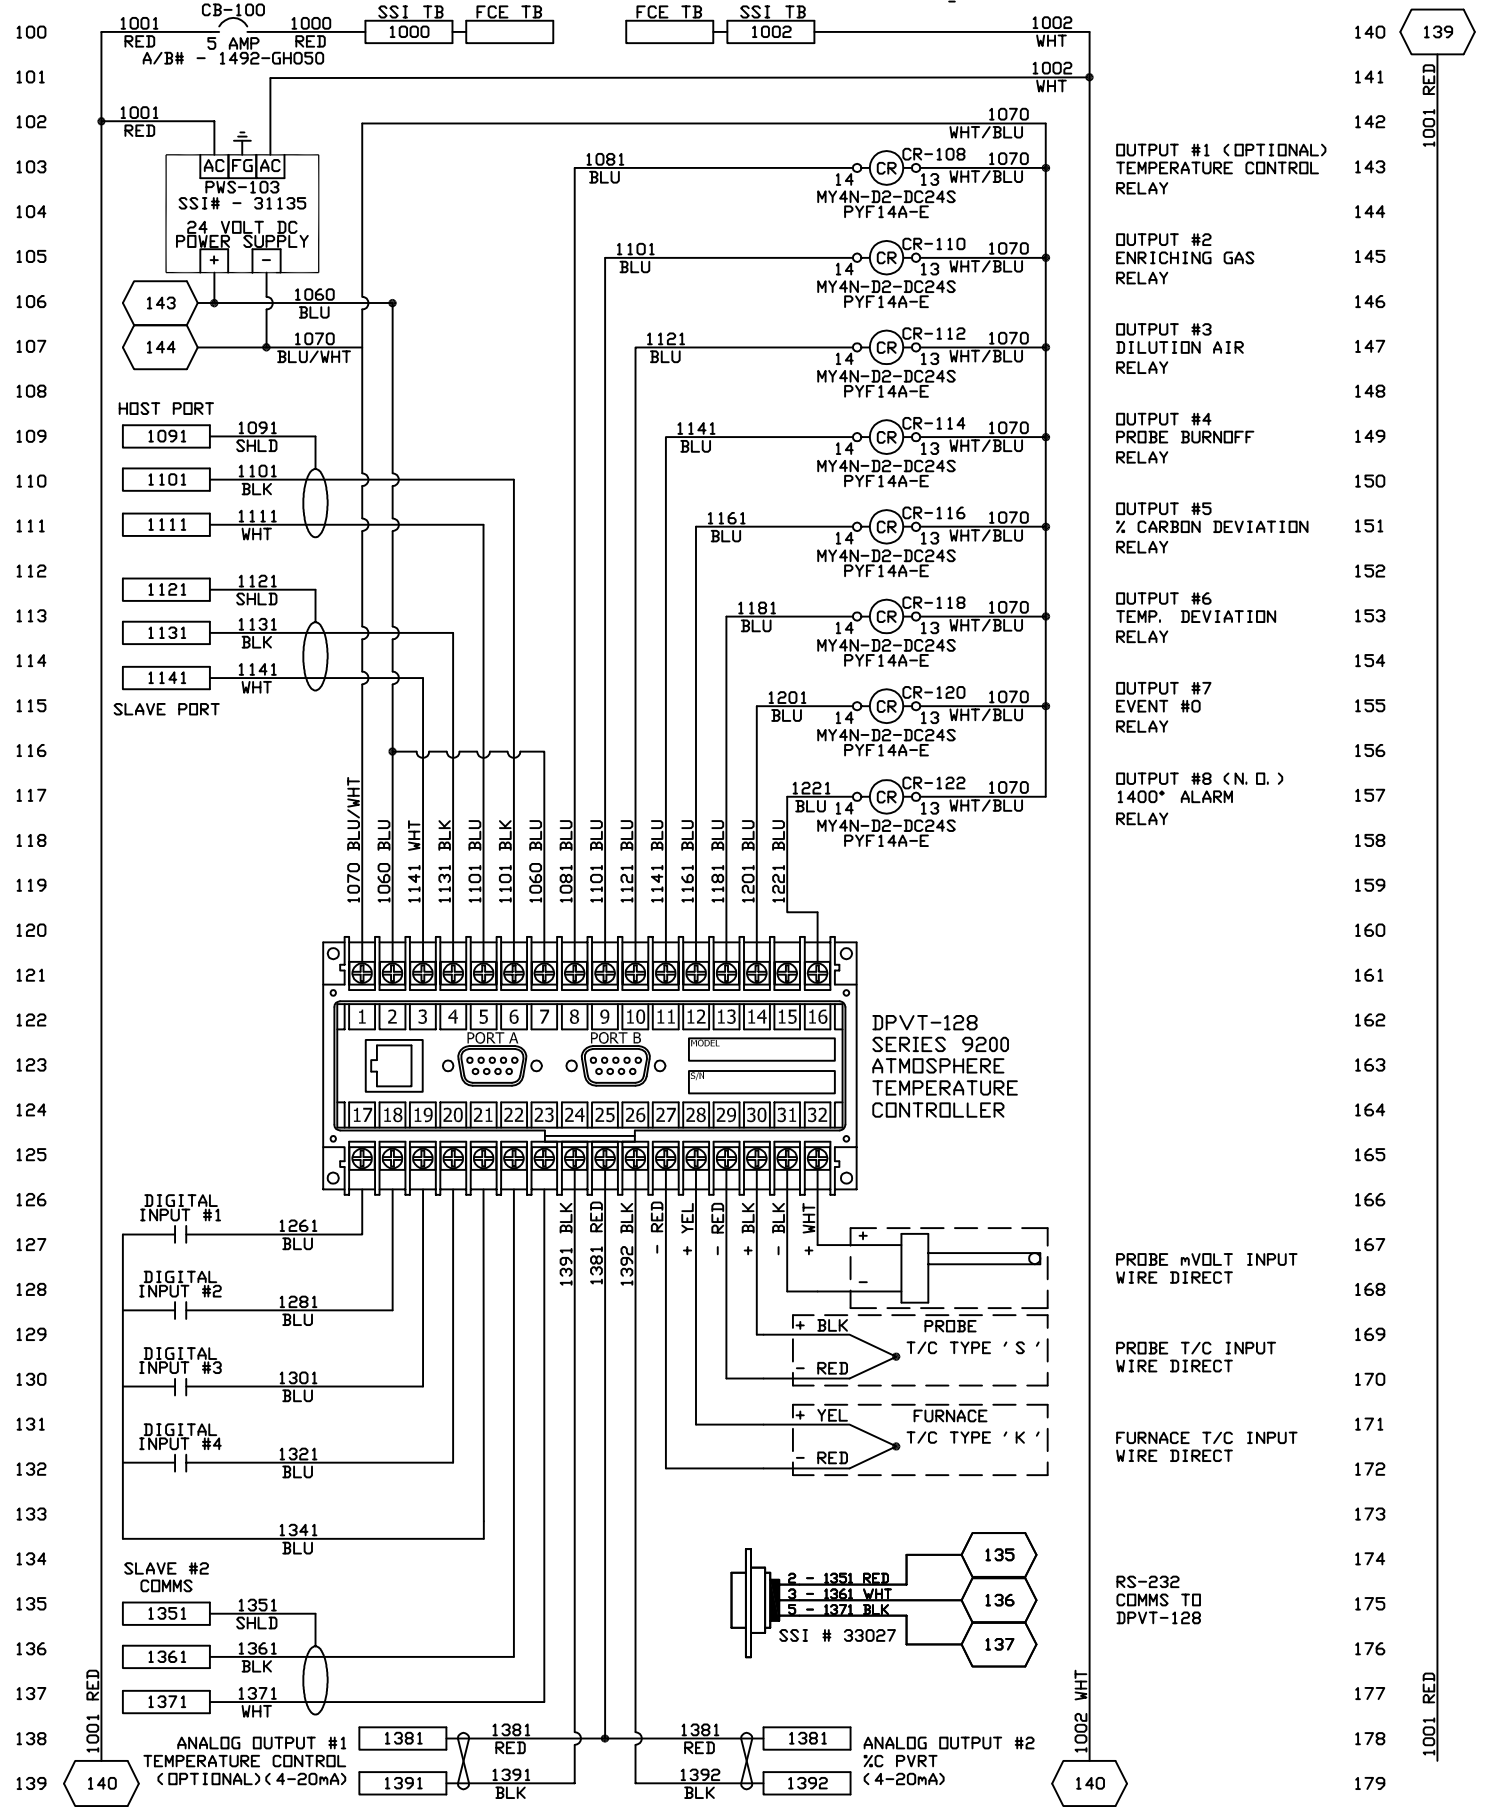 100
101
102
103
104
105
106
107
108
109
110
111
112
113
114
115
116
117
118
119
120
121
122
123
124
125
126
127
128
129
130
131
132
133
134
135
136
137
138
139
1001
RED
CB-100
5 AMP
A/B# - 1492-GH050
1000
RED
SSI TB
1000
FCE TB
FCE TB
SSI TB
1002
1002
WHT
1002
WHT
1001
RED
AC FG AC
PWS-103
SSI# - 31135
24 VOLT DC
POWER SUPPLY
+ -
143
1060
BLU
144
1070
BLU/WHT
1070
WHT/BLU
1081
BLU
14
CR
CR-108
13
1070
WHT/BLU
MY4N-D2-DC24S
PYF14A-E
1101
BLU
14
CR
CR-110
13
1070
WHT/BLU
MY4N-D2-DC24S
PYF14A-E
1121
BLU
14
CR
CR-112
13
1070
WHT/BLU
MY4N-D2-DC24S
PYF14A-E
1141
BLU
14
CR
CR-114
13
1070
WHT/BLU
MY4N-D2-DC24S
PYF14A-E
1161
BLU
14
CR
CR-116
13
1070
WHT/BLU
MY4N-D2-DC24S
PYF14A-E
1181
BLU
14
CR
CR-118
13
1070
WHT/BLU
MY4N-D2-DC24S
PYF14A-E
1201
BLU
14
CR
CR-120
13
1070
WHT/BLU
MY4N-D2-DC24S
PYF14A-E
1221
BLU
14
CR
CR-122
13
1070
WHT/BLU
MY4N-D2-DC24S
PYF14A-E
OUTPUT #1 (OPTIONAL)
TEMPERATURE CONTROL
RELAY
OUTPUT #2
ENRICHING GAS
RELAY
OUTPUT #3
DILUTION AIR
RELAY
OUTPUT #4
PROBE BURNOFF
RELAY
OUTPUT #5
% CARBON DEVIATION
RELAY
OUTPUT #6
TEMP. DEVIATION
RELAY
OUTPUT #7
EVENT #0
RELAY
OUTPUT #8 (N.O.)
1400° ALARM
RELAY
HOST PORT
1091
1091
SHLD
1101
1101
BLK
1111
1111
WHT
1121
1121
SHLD
1131
1131
BLK
1141
1141
WHT
SLAVE PORT
1070 BLU/WHT
1060 BLU
1141 WHT
1131 BLK
1101 BLU
1101 BLK
1060 BLU
1081 BLU
1101 BLU
1121 BLU
1141 BLU
1161 BLU
1181 BLU
1201 BLU
1221 BLU
1 2 3 4 5 6 7 8 9 10 11 12 13 14 15 16
PORT A
PORT B
MODEL
S/N
17 18 19 20 21 22 23 24 25 26 27 28 29 30 31 32
DPVT-128
SERIES 9200
ATMOSPHERE
TEMPERATURE
CONTROLLER
1391 BLK
1381 RED
1392 BLK
- RED
+ YEL
- RED
+ BLK
- BLK
+ WHT
DIGITAL
INPUT #1
1261
BLU
DIGITAL
INPUT #2
1281
BLU
DIGITAL
INPUT #3
1301
BLU
DIGITAL
INPUT #4
1321
BLU
1341
BLU
+
-
PROBE mVOLT INPUT
WIRE DIRECT
+ BLK
- RED
PROBE
T/C TYPE 'S'
PROBE T/C INPUT
WIRE DIRECT
+ YEL
- RED
FURNACE
T/C TYPE 'K'
FURNACE T/C INPUT
WIRE DIRECT
2 - 1351 RED
3 - 1361 WHT
5 - 1371 BLK
SSI # 33027
135
136
137
RS-232
COMMS TO
DPVT-128
SLAVE #2
COMMS
1351
1351
SHLD
1361
1361
BLK
1371
1371
WHT
1001 RED
140
ANALOG OUTPUT #1
TEMPERATURE CONTROL
(OPTIONAL)(4-20mA)
1381
1381
RED
1391
1391
BLK
1381
RED
1381
1392
BLK
1392
ANALOG OUTPUT #2
%C PVRT
(4-20mA)
1002 WHT
140
140
141
142
143
144
145
146
147
148
149
150
151
152
153
154
155
156
157
158
159
160
161
162
163
164
165
166
167
168
169
170
171
172
173
174
175
176
177
178
179
139
1001 RED
1001 RED